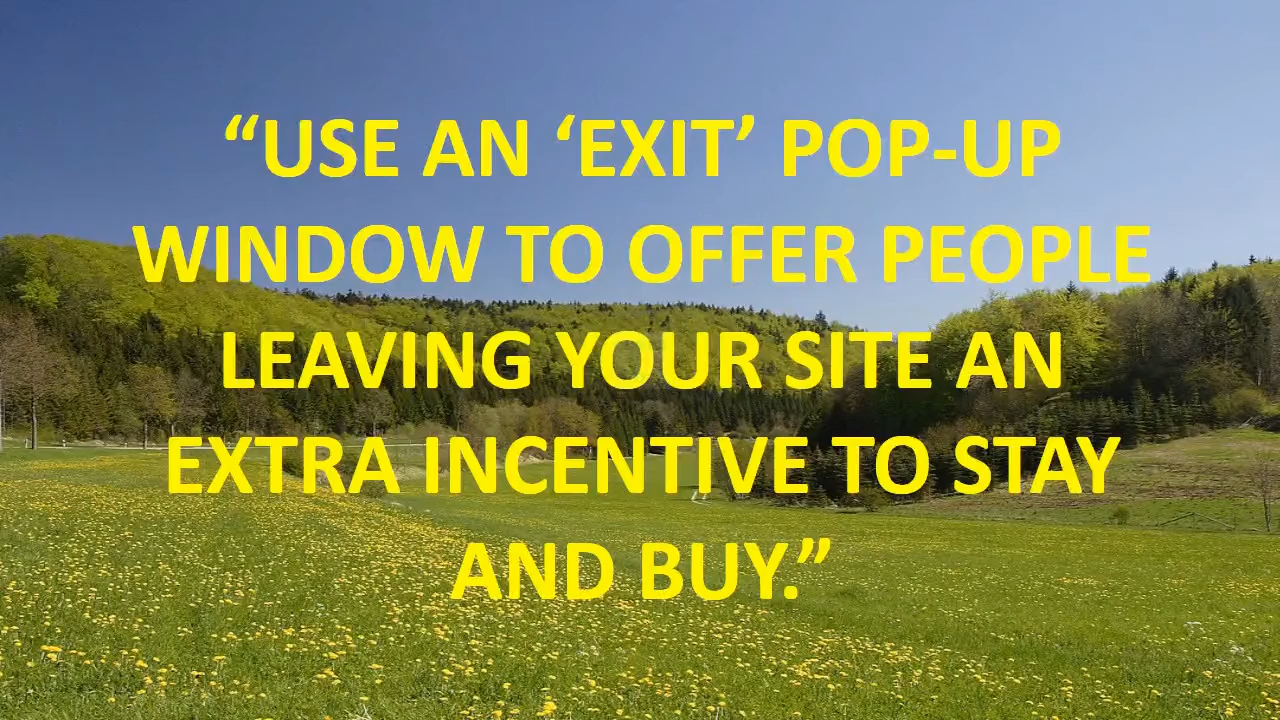 “USE AN ‘EXIT’ POP-UP
WINDOW TO OFFER PEOPLE
LEAVING YOUR SITE AN
EXTRA INCENTIVE TO STAY
AND BUY.”